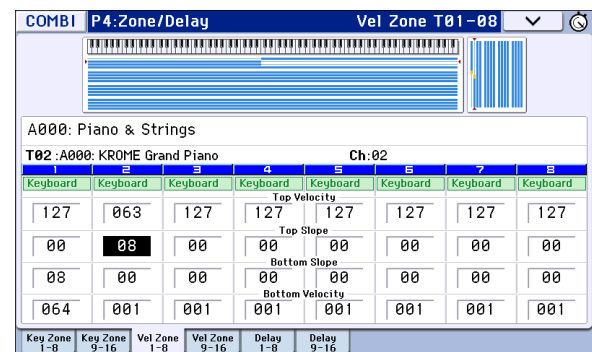 COMBI P4:Zone/Delay Vel Zone T01-08
A000: Piano & Strings
T02 :A000: KROME Grand Piano Ch:02
1 2 3 4 5 6 7 8
Keyboard Keyboard Keyboard Keyboard Keyboard Keyboard Keyboard Keyboard
Top Velocity
127 063 127 127 127 127 127 127
Top Slope
00 08 00 00 00 00 00 00
Bottom Slope
08 00 00 00 00 00 00 00
Bottom Velocity
064 001 001 001 001 001 001 001
Key Zone 1-8 Key Zone 9-16 Vel Zone 1-8 Vel Zone 9-16 Delay 1-8 Delay 9-16